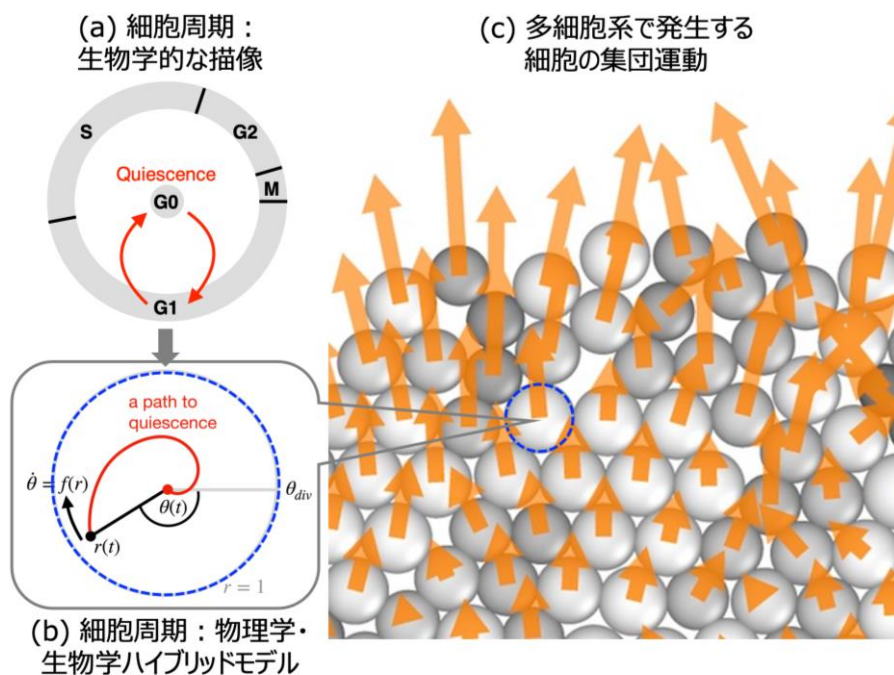 (a) 細胞周期：
生物学的な描像
S
G2
M
Quiescence
G0
G1
a path to
quiescence
θ̇ = f(r)
θ(t)
θ_div
r(t)
r = 1
(b) 細胞周期：物理学・
生物学ハイブリッドモデル
(c) 多細胞系で発生する
細胞の集団運動